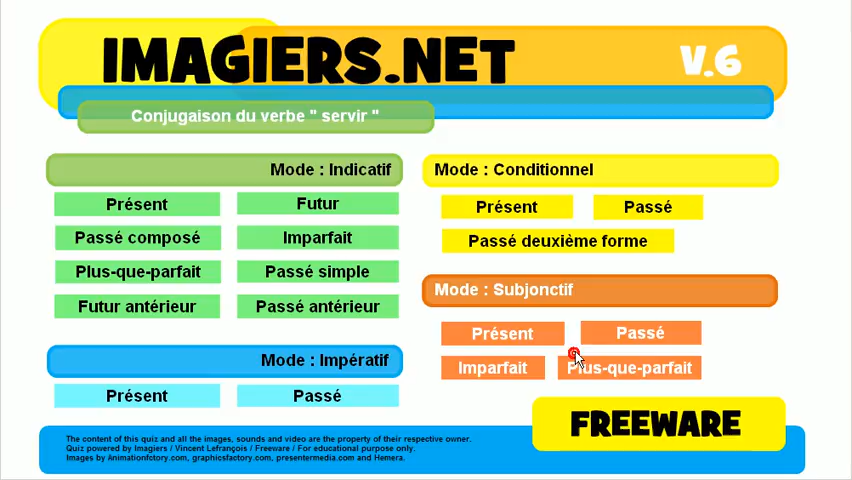 IMAGIERS.NET
V.6
Conjugaison du verbe " servir "
Mode : Indicatif
Présent
Futur
Passé composé
Imparfait
Plus-que-parfait
Passé simple
Futur antérieur
Passé antérieur
Mode : Impératif
Présent
Passé
Mode : Conditionnel
Présent
Passé
Passé deuxième forme
Mode : Subjonctif
Présent
Passé
Imparfait
Plus-que-parfait
FREEWARE
The content of this quiz and all the images, sounds and video are the property of their respective owner.
Quiz powered by Imagiers / Vincent Lefrançois / Freeware / For educational purpose only.
Images by Animationfctory.com, graphicsfactory.com, presentermedia.com and Hemera.